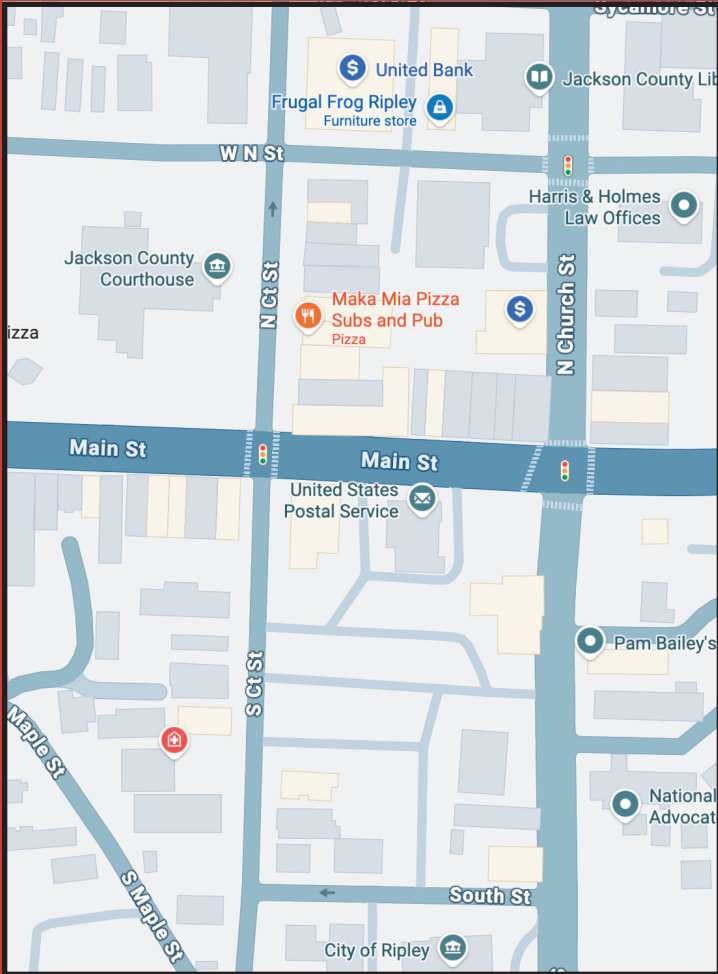 Sycamore St
United Bank
Jackson County Lib
Frugal Frog Ripley
Furniture store
W N St
Harris & Holmes
Law Offices
Jackson County
Courthouse
N Ct St
N Church St
Maka Mia Pizza
Subs and Pub
Pizza
izza
Main St
Main St
United States
Postal Service
Pam Bailey's
S Ct St
Maple St
National
Advocat
S Maple St
South St
City of Ripley